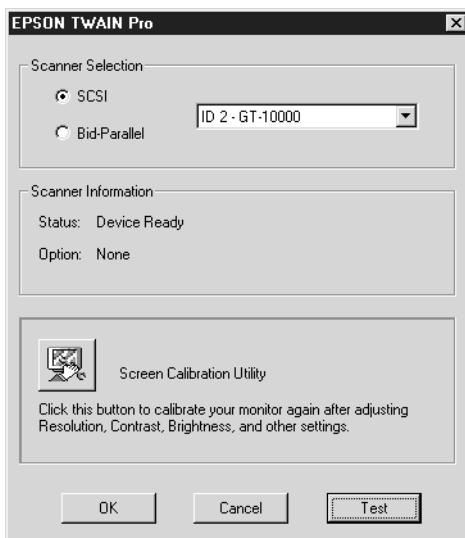 EPSON TWAIN Pro
Scanner Selection
SCSI
ID 2 - GT-10000
Bid-Parallel
Scanner Information
Status: Device Ready
Option: None
Screen Calibration Utility
Click this button to calibrate your monitor again after adjusting
Resolution, Contrast, Brightness, and other settings.
OK Cancel Test